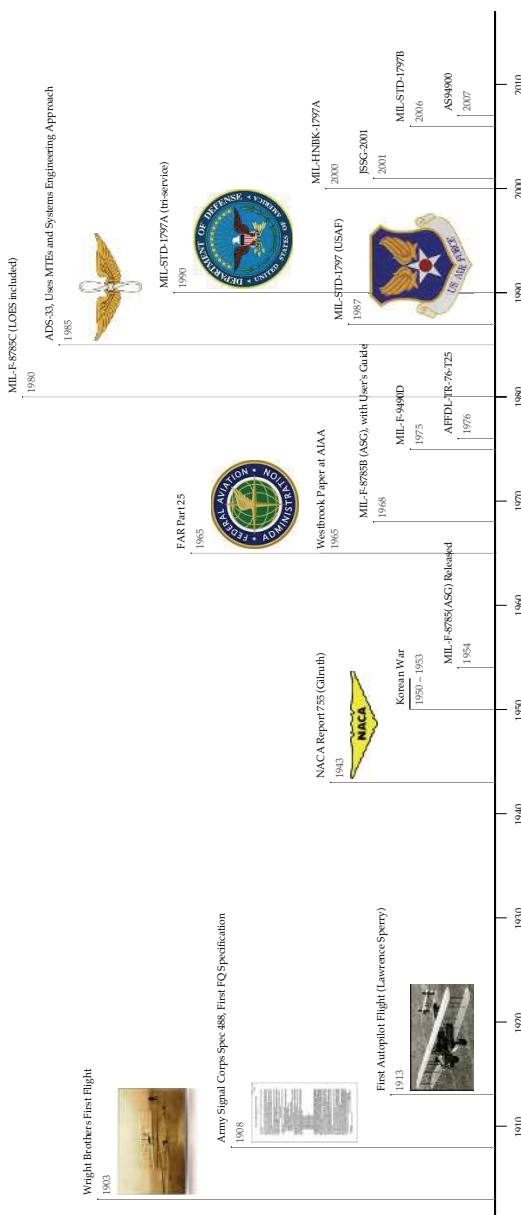 Wright Brothers First Flight
1903
Army Signal Corps Spec 488, First FQ Specification
1908
First Autopilot Flight (Lawrence Sperry)
1913
NACA Report 755 (Gilruth)
1943
NACA
Korean War
1950 – 1953
MIL-F-8785(ASG) Released
1954
FAR Part 25
1965
FEDERAL AVIATION
ADMINISTRATION
Westbrook Paper at AIAA
1965
MIL-F-8785B (ASG), with User's Guide
1968
MIL-F-9490D
1975
AFFDL-TR-76-125
1976
MIL-F-8785C (LOES included)
1980
ADS-33, Uses MTEs and Systems Engineering Approach
1985
MIL-STD-1797 (USAF)
1987
US AIR FORCE
MIL-STD-1797A (tri-service)
1990
DEPARTMENT OF DEFENSE
UNITED STATES OF AMERICA
MIL-HNBK-1797A
2000
JSSG-2001
2001
MIL-STD-1797B
2006
AS94900
2007
1910
1920
1930
1940
1950
1960
1970
1980
1990
2000
2010